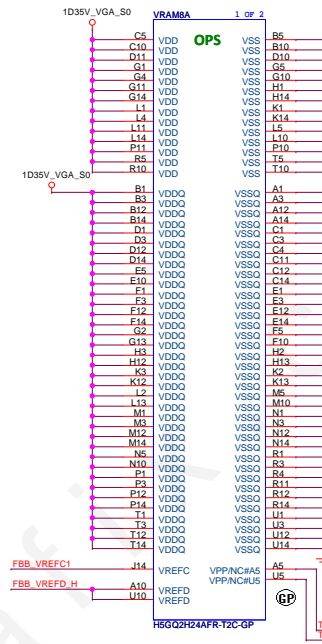 1D35V_VGA_S0
VRAM8A 1 OF 2
OPS
C5 VDD VSS B5
C10 VDD VSS B10
D11 VDD VSS D10
G1 VDD VSS G5
G4 VDD VSS G10
G11 VDD VSS H1
G14 VDD VSS H14
L1 VDD VSS K1
L4 VDD VSS K14
L11 VDD VSS L5
L14 VDD VSS L10
P11 VDD VSS P10
R5 VDD VSS T5
R10 VDD VSS T10
1D35V_VGA_S0
B1 VDDQ VSSQ A1
B3 VDDQ VSSQ A3
B12 VDDQ VSSQ A12
B14 VDDQ VSSQ A14
D1 VDDQ VSSQ C1
D3 VDDQ VSSQ C3
D12 VDDQ VSSQ C4
D14 VDDQ VSSQ C11
E5 VDDQ VSSQ C12
E10 VDDQ VSSQ C14
F1 VDDQ VSSQ E1
F3 VDDQ VSSQ E3
F12 VDDQ VSSQ E12
F14 VDDQ VSSQ E14
G2 VDDQ VSSQ F5
G13 VDDQ VSSQ F10
H3 VDDQ VSSQ H2
H12 VDDQ VSSQ H13
K3 VDDQ VSSQ K2
K12 VDDQ VSSQ K13
L2 VDDQ VSSQ M5
L13 VDDQ VSSQ M10
M1 VDDQ VSSQ N1
M3 VDDQ VSSQ N3
M12 VDDQ VSSQ N12
M14 VDDQ VSSQ N14
N5 VDDQ VSSQ R1
N10 VDDQ VSSQ R3
P1 VDDQ VSSQ R4
P3 VDDQ VSSQ R11
P12 VDDQ VSSQ R12
P14 VDDQ VSSQ R14
T1 VDDQ VSSQ U1
T3 VDDQ VSSQ U3
T12 VDDQ VSSQ U12
T14 VDDQ VSSQ U14
FBB_VREFC1 J14 VREFC VPP/NC#A5 A5
VPP/NC#U5 U5
FBB_VREFD_H A10 VREFD
U10 VREFD
GP
H5GQ2H24AFR-T2C-GP